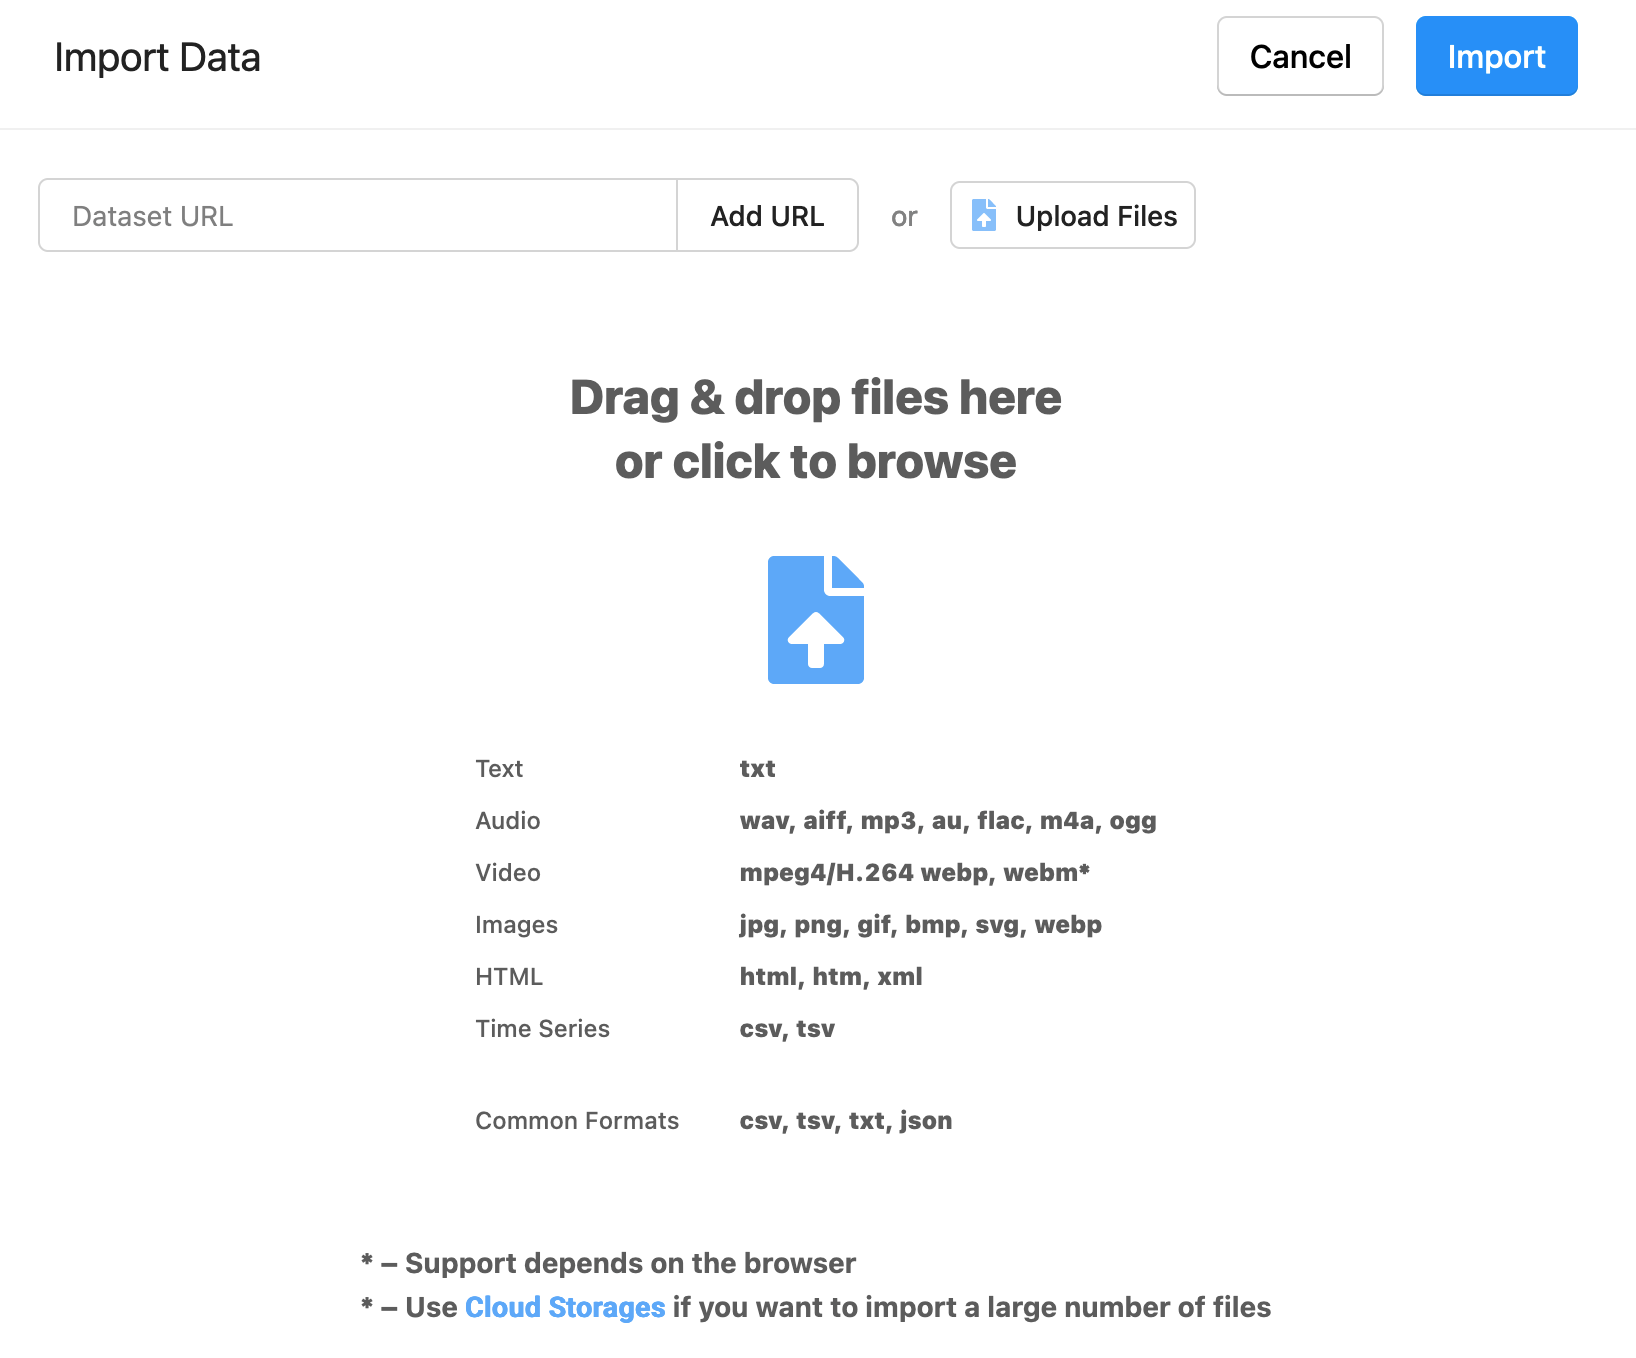 Import Data
Cancel
Import
Dataset URL
Add URL
or
Upload Files
Drag & drop files here
or click to browse
Text txt
Audio wav, aiff, mp3, au, flac, m4a, ogg
Video mpeg4/H.264 webp, webm*
Images jpg, png, gif, bmp, svg, webp
HTML html, htm, xml
Time Series csv, tsv
Common Formats csv, tsv, txt, json
* – Support depends on the browser
* – Use Cloud Storages if you want to import a large number of files